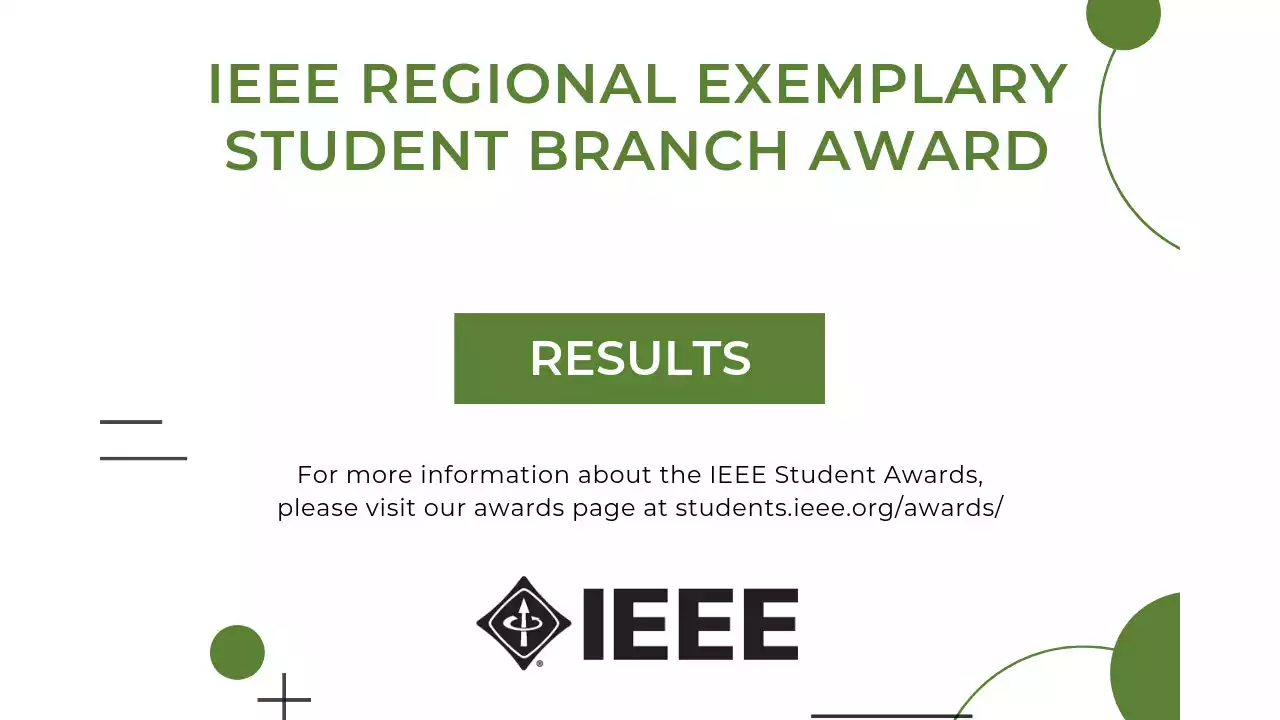 IEEE REGIONAL EXEMPLARY
STUDENT BRANCH AWARD
RESULTS
For more information about the IEEE Student Awards,
please visit our awards page at students.ieee.org/awards/
IEEE